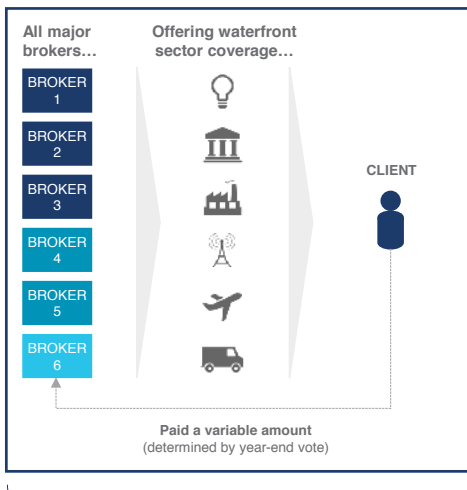 All major
brokers…
Offering waterfront
sector coverage…
BROKER
1
BROKER
2
BROKER
3
BROKER
4
BROKER
5
BROKER
6
CLIENT
Paid a variable amount
(determined by year-end vote)